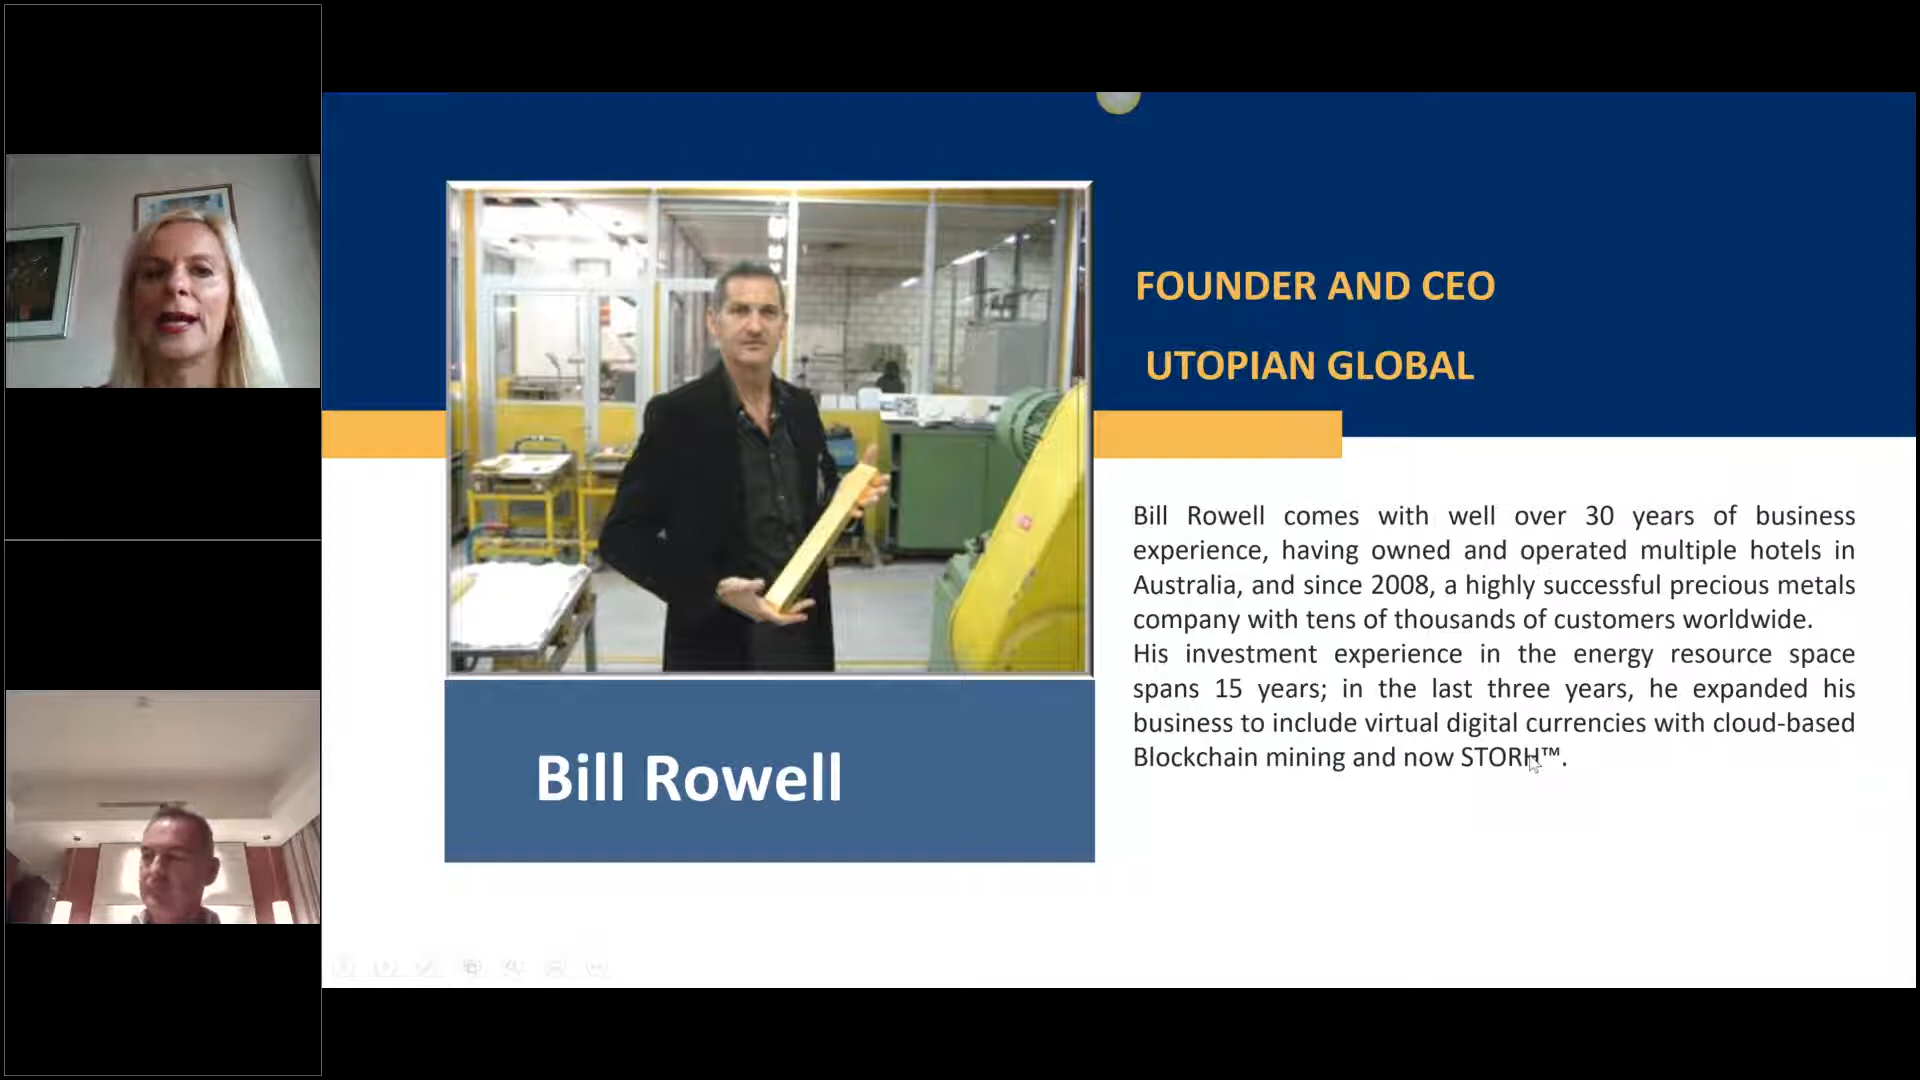 FOUNDER AND CEO
UTOPIAN GLOBAL
Bill Rowell comes with well over 30 years of business
experience, having owned and operated multiple hotels in
Australia, and since 2008, a highly successful precious metals
company with tens of thousands of customers worldwide.
His investment experience in the energy resource space
spans 15 years; in the last three years, he expanded his
business to include virtual digital currencies with cloud-based
Blockchain mining and now STORH™.
Bill Rowell